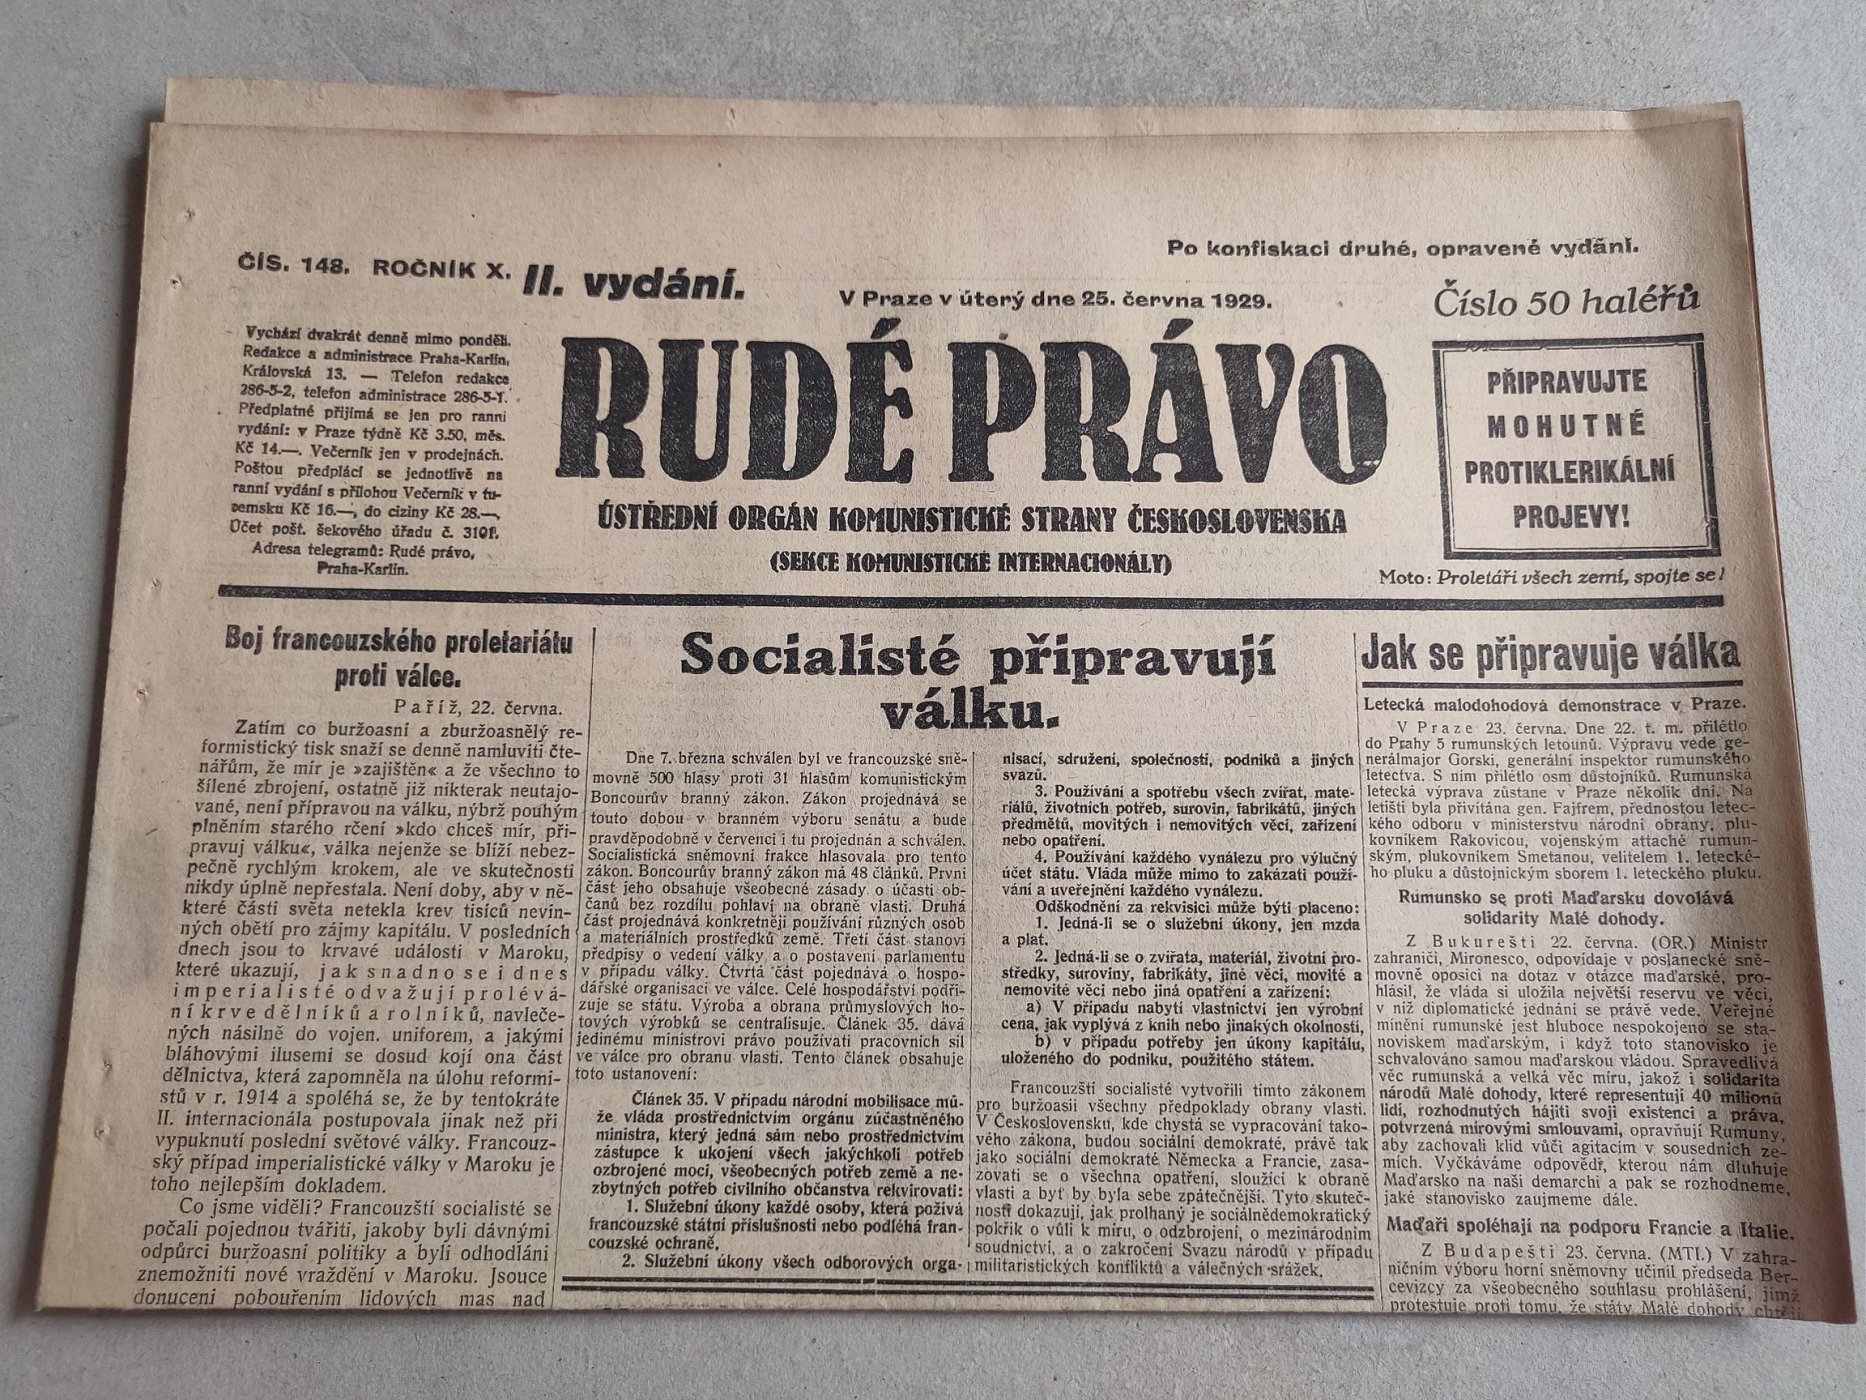 Po konfiskaci druhé, opravené vydání.
ČÍS. 148. ROČNÍK X. II. vydání.
V Praze v úterý dne 25. června 1929.
Číslo 50 haléřů
Vychází dvakrát denně mimo pondělí.
Redakce a administrace Praha-Karlín,
Královská 13. — Telefon redakce
286-5-2, telefon administrace 286-5-1.
Předplatné přijímá se jen pro ranní
vydání: v Praze týdně Kč 3.50, měs.
Kč 14.—. Večerník jen v prodejnách.
Poštou předplácí se jednotlivě na
ranní vydání s přílohou Večerník v tu-
zemsku Kč 16.—, do ciziny Kč 28.—,
Účet pošt. šekového úřadu č. 3101.
Adresa telegramů: Rudé právo,
Praha-Karlín.
RUDÉ PRÁVO
ÚSTŘEDNÍ ORGÁN KOMUNISTICKÉ STRANY ČESKOSLOVENSKA
(SEKCE KOMUNISTICKÉ INTERNACIONÁLY)
PŘIPRAVUJTE
MOHUTNÉ
PROTIKLERIKÁLNÍ
PROJEVY!
Moto: Proletáři všech zemí, spojte se!
Boj francouzského proletariátu
proti válce.
Paříž, 22. června.
Zatím co buržoasní a zburžoasnělý re-
formistický tisk snaží se denně namluviti čte-
nářům, že mír je »zajištěn« a že všechno to
šílené zbrojení, ostatně již nikterak neutajo-
vané, není přípravou na válku, nýbrž pouhým
plněním starého rčení »kdo chceš mír, při-
pravuj válku«, válka nejenže se blíží nebez-
pečně rychlým krokem, ale ve skutečnosti
nikdy úplně nepřestala. Není doby, aby v ně-
které části světa netekla krev tisíců nevin-
ných obětí pro zájmy kapitálu. V posledních
dnech jsou to krvavé události v Maroku,
které ukazují, jak snadno se i dnes
imperialisté odvažují prolévá-
ní krve dělníků a rolníků, navleče-
ných násilně do vojen. uniforem, a jakými
bláhovými ilusemi se dosud kojí ona část
dělnictva, která zapomněla na úlohu reformi-
stů v r. 1914 a spoléhá se, že by tentokráte
II. internacionála postupovala jinak než při
vypuknutí poslední světové války. Francouz-
ský případ imperialistické války v Maroku je
toho nejlepším dokladem.
Co jsme viděli? Francouzští socialisté se
počali pojednou tvářiti, jakoby byli dávnými
odpůrci buržoasní politiky a byli odhodláni
znemožniti nové vraždění v Maroku. Jsouce
donuceni pobouřením lidových mas nad
Socialisté připravují
válku.
Dne 7. března schválen byl ve francouzské sně-
movně 500 hlasy proti 31 hlasům komunistickým
Boncourův branný zákon. Zákon projednává se
touto dobou v branném výboru senátu a bude
pravděpodobně v červenci i tu projednán a schválen.
Socialistická sněmovní frakce hlasovala pro tento
zákon. Boncourův branný zákon má 48 článků. První
část jeho obsahuje všeobecné zásady o účasti ob-
čanů bez rozdílu pohlaví na obraně vlasti. Druhá
část projednává konkretněji používání různých osob
a materiálních prostředků země. Třetí část stanoví
předpisy o vedení války a o postavení parlamentu
v případu války. Čtvrtá část pojednává o hospo-
dářské organisaci ve válce. Celé hospodářství podři-
zuje se státu. Výroba a obrana průmyslových ho-
tových výrobků se centralisuje. Článek 35. dává
jedinému ministrovi právo používati pracovních sil
ve válce pro obranu vlasti. Tento článek obsahuje
toto ustanovení:
Článek 35. V případu národní mobilisace mů-
že vláda prostřednictvím orgánu zúčastněného
ministra, který jedná sám nebo prostřednictvím
zástupce k ukojení všech jakýchkoli potřeb
ozbrojené moci, všeobecných potřeb země a ne-
zbytných potřeb civilního občanstva rekvirovati:
1. Služební úkony každé osoby, která požívá
francouzské státní příslušnosti nebo podléhá fran-
couzské ochraně.
2. Služební úkony všech odborových orga-
nisací, sdružení, společností, podniků a jiných
svazů.
3. Používání a spotřebu všech zvířat, mate-
riálů, životních potřeb, surovin, fabrikátů, jiných
předmětů, movitých i nemovitých věcí, zařízení
nebo opatření.
4. Používání každého vynálezu pro výlučný
účet státu. Vláda může mimo to zakázati použí-
vání a uveřejnění každého vynálezu.
Odškodnění za rekvisici může býti placeno:
1. Jedná-li se o služební úkony, jen mzda
a plat.
2. Jedná-li se o zvířata, materiál, životní pro-
středky, suroviny, fabrikáty, jiné věci, movité a
nemovité věci nebo jiná opatření a zařízení:
a) V případu nabytí vlastnictví jen výrobní
cena, jak vyplývá z knih nebo jinakých okolností,
b) v případu potřeby jen úkony kapitálu,
uloženého do podniku, použitého státem.
Francouzští socialisté vytvořili tímto zákonem
pro buržoasii všechny předpoklady obrany vlasti.
V Československu, kde chystá se vypracování tako-
vého zákona, budou sociální demokraté, právě tak
jako sociální demokraté Německa a Francie, zasa-
zovati se o všechna opatření, sloužící k obraně
vlasti a byť by byla sebe zpátečnější. Tyto skuteč-
nosti dokazují, jak prolhaný je sociálnědemokratický
pokřik o vůli k míru, o odzbrojení, o mezinárodním
soudnictví, a o zakročení Svazu národů v případu
militaristických konfliktů a válečných srážek.
Jak se připravuje válka
Letecká malodohodová demonstrace v Praze.
V Praze 23. června. Dne 22. t. m. přilétlo
do Prahy 5 rumunských letounů. Výpravu vede ge-
nerálmajor Gorski, generální inspektor rumunského
letectva. S ním přilétlo osm důstojníků. Rumunská
letecká výprava zůstane v Praze několik dní. Na
letišti byla přivítána gen. Fajfrem, přednostou letec-
kého odboru v ministerstvu národní obrany, plu-
kovníkem Rakovicou, vojenským attaché rumun-
ským, plukovníkem Smetanou, velitelem 1. letecké-
ho pluku a důstojnickým sborem 1. leteckého pluku.
Rumunsko se proti Maďarsku dovolává
solidarity Malé dohody.
Z Bukurešti 22. června. (OR.) Ministr
zahraničí, Mironesco, odpovídaje v poslanecké sně-
movně oposici na dotaz v otázce maďarské, pro-
hlásil, že vláda si uložila největší reservu ve věci,
v níž diplomatické jednání se právě vede. Veřejné
mínění rumunské jest hluboce nespokojeno se sta-
noviskem maďarským, i když toto stanovisko je
schvalováno samou maďarskou vládou. Spravedlivá
věc rumunská a velká věc míru, jakož i solidarita
národů Malé dohody, které representují 40 milionů
lidí, rozhodnutých hájiti svoji existenci a práva,
potvrzená mírovými smlouvami, opravňují Rumuny,
aby zachovali klid vůči agitacím v sousedních ze-
mích. Vyčkáváme odpovědř, kterou nám dluhuje
Maďarsko na naši demarchi a pak se rozhodneme,
jaké stanovisko zaujmeme dále.
Maďaři spoléhají na podporu Francie a Italie.
Z Budapešti 23. června. (MTI.) V zahra-
ničním výboru horní sněmovny učinil předseda Ber-
cevizcy za všeobecného souhlasu prohlášení, jímž
protestuje proti tomu, že státy Malé dohody chtějí